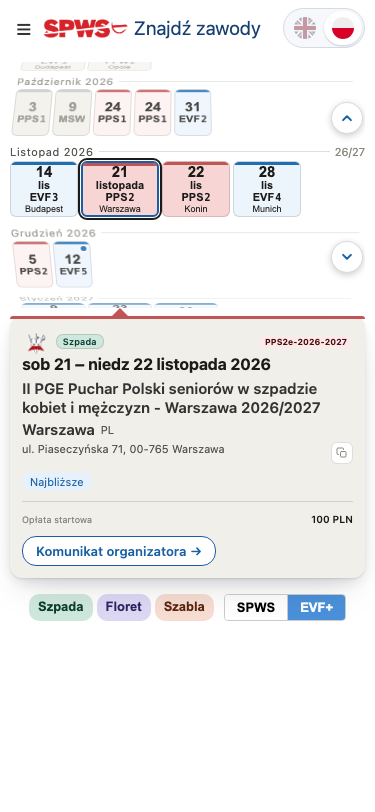 SPWS Znajdź zawody
Budapest Opole
Październik 2026
3 9 24 24 31
PPS1 MSW PPS1 PPS1 EVF2
Listopad 2026 26/27
14 21 22 28
lis listopada lis lis
EVF3 PPS2 PPS2 EVF4
Budapest Warszawa Konin Munich
Grudzień 2026
5 12
PPS2 EVF5
Styczeń 2027
Szpada PPS2e-2026-2027
sob 21 – niedz 22 listopada 2026
II PGE Puchar Polski seniorów w szpadzie
kobiet i mężczyzn - Warszawa 2026/2027
Warszawa PL
ul. Piaseczyńska 71, 00-765 Warszawa
Najbliższe
Opłata startowa 100 PLN
Komunikat organizatora →
Szpada Floret Szabla SPWS EVF+